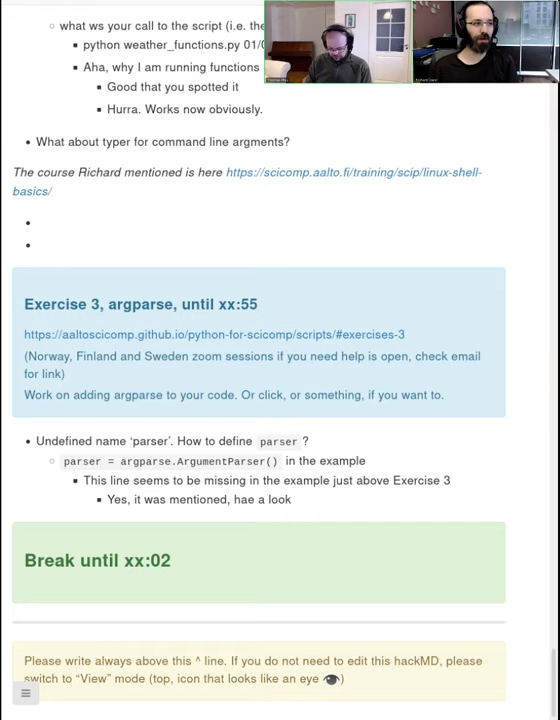 what ws your call to the script (i.e. the
python weather_functions.py 01/0
Aha, why I am running functions
Good that you spotted it
Hurra. Works now obviously.
What about typer for command line argments?
The course Richard mentioned is here https://scicomp.aalto.fi/training/scip/linux-shell-
basics/
Exercise 3, argparse, until xx:55
https://aaltoscicomp.github.io/python-for-scicomp/scripts/#exercises-3
(Norway, Finland and Sweden zoom sessions if you need help is open, check email
for link)
Work on adding argparse to your code. Or click, or something, if you want to.
Undefined name ‘parser’. How to define parser ?
parser = argparse.ArgumentParser() in the example
This line seems to be missing in the example just above Exercise 3
Yes, it was mentioned, hae a look
Break until xx:02
Please write always above this ^ line. If you do not need to edit this hackMD, please
switch to “View” mode (top, icon that looks like an eye 👁)